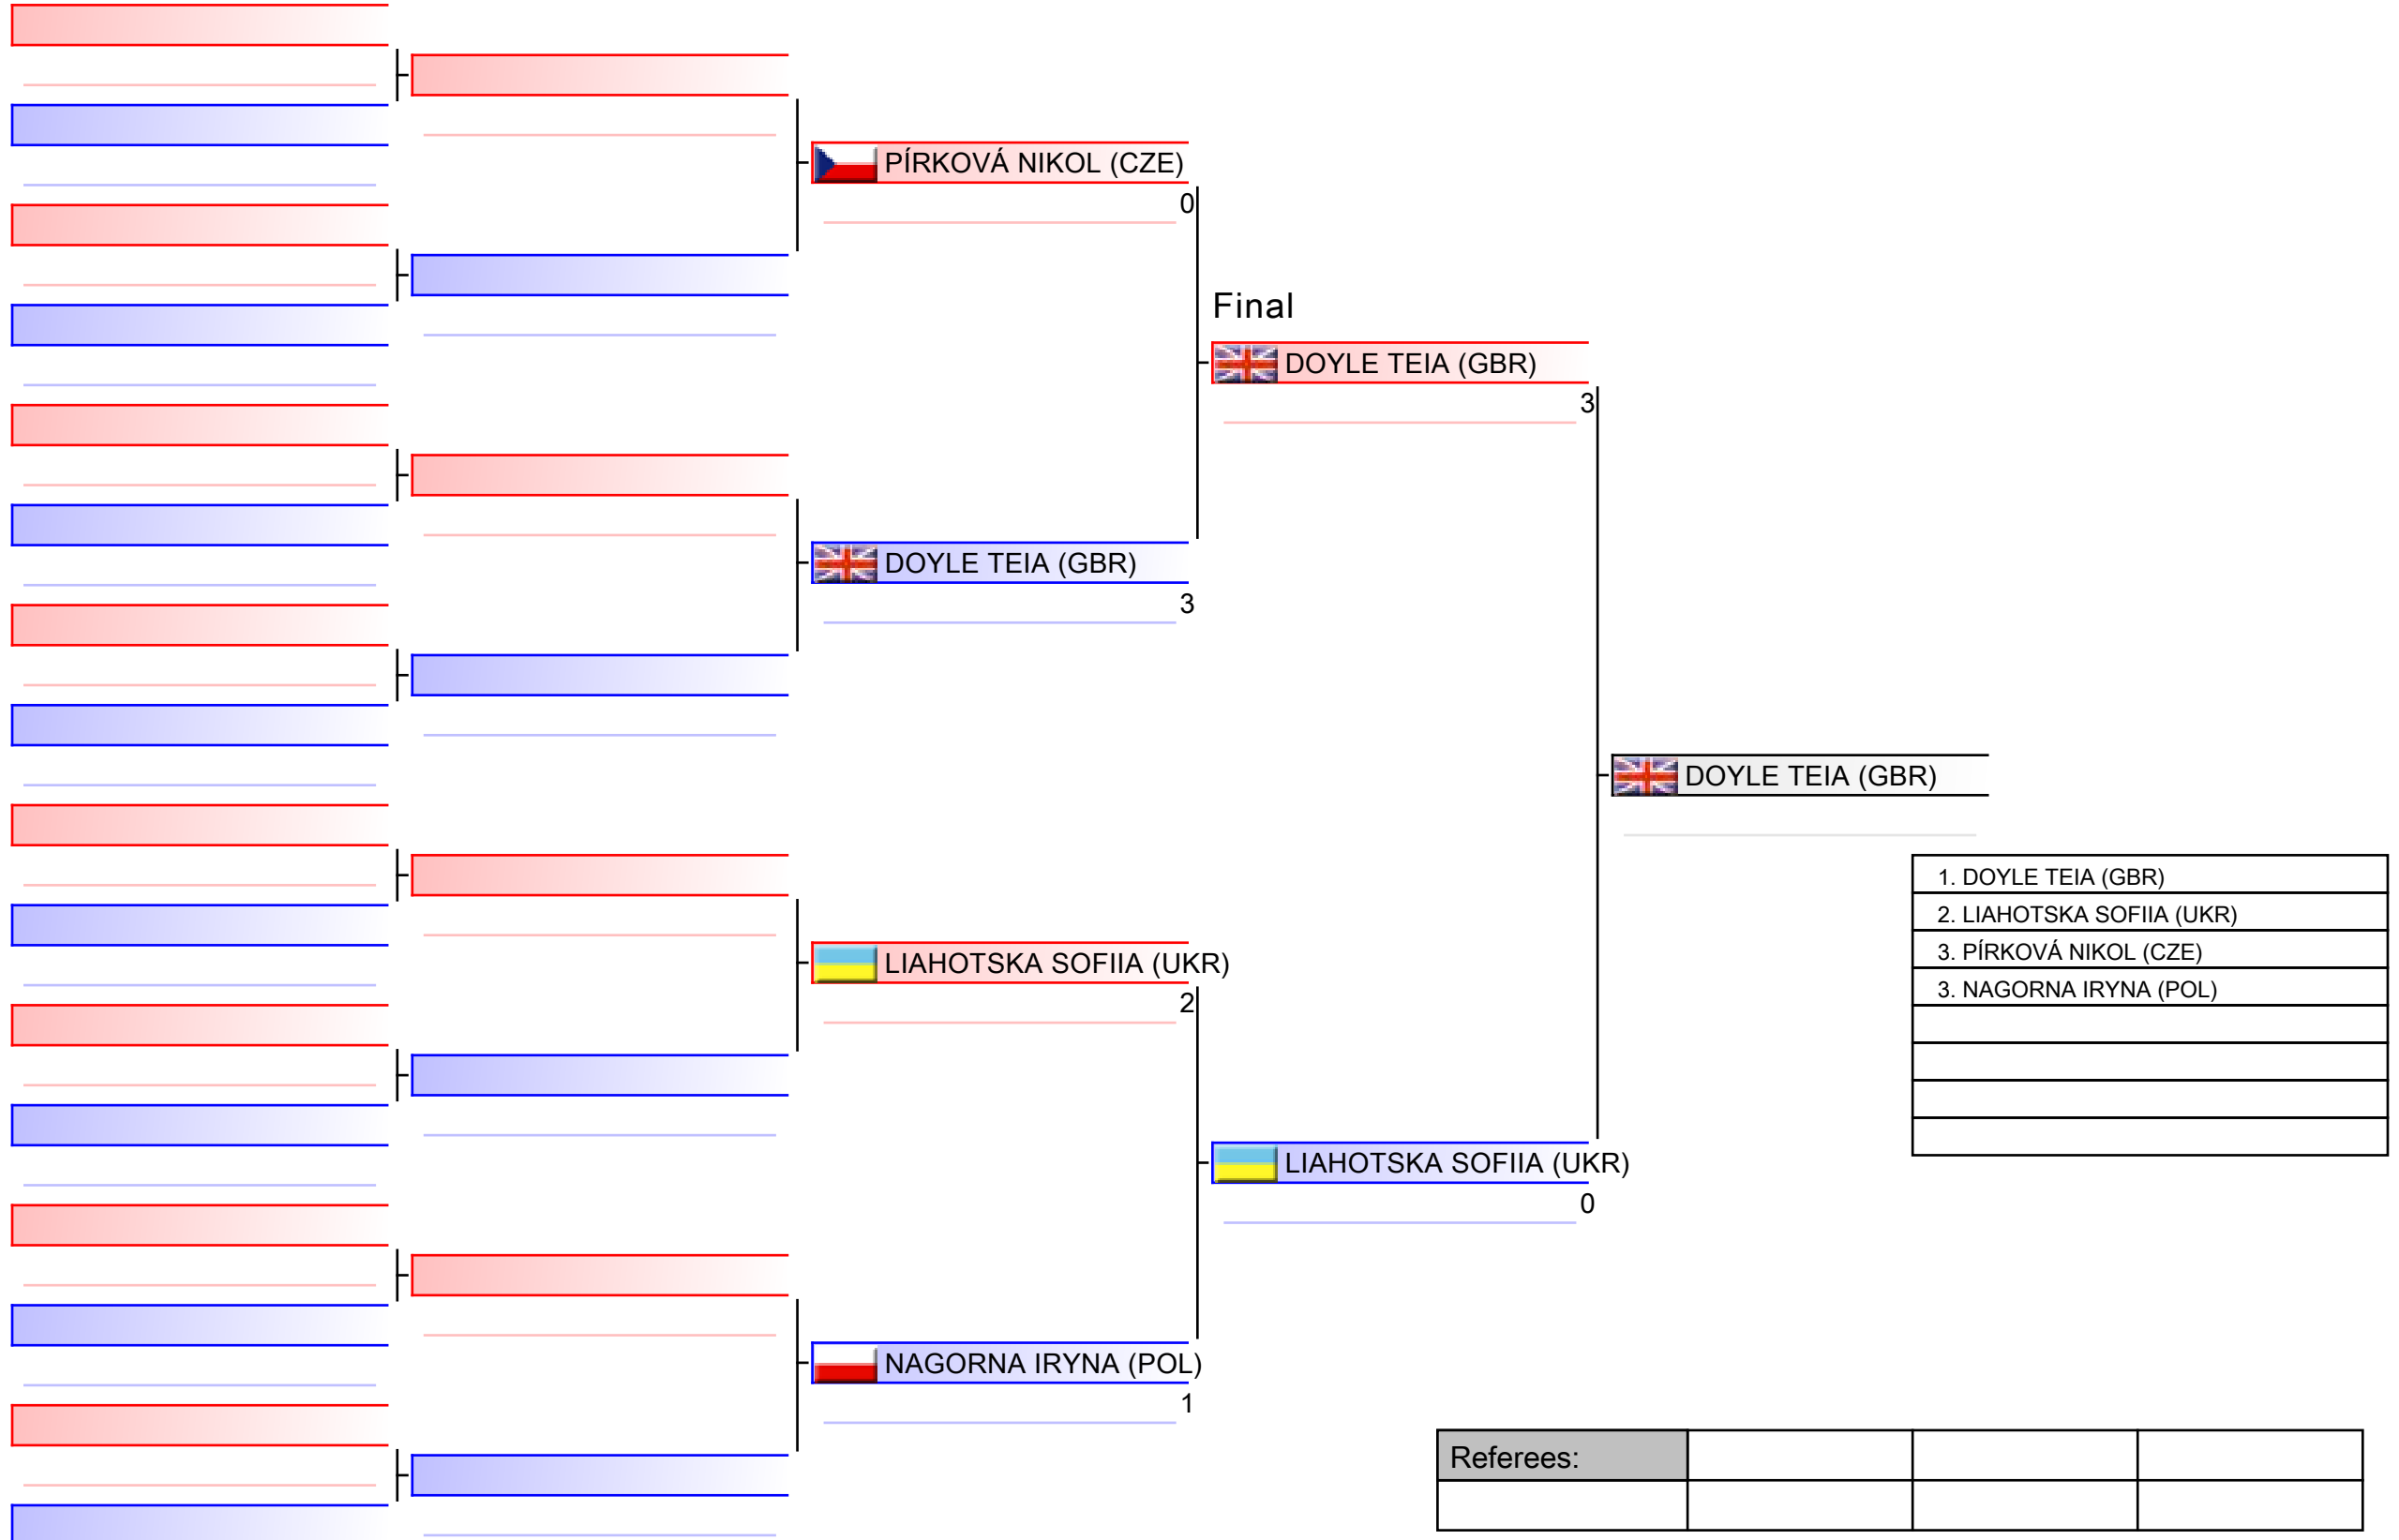 PÍRKOVÁ NIKOL (CZE)
0
Final
DOYLE TEIA (GBR)
3
DOYLE TEIA (GBR)
3
DOYLE TEIA (GBR)
1. DOYLE TEIA (GBR)
2. LIAHOTSKA SOFIIA (UKR)
3. PÍRKOVÁ NIKOL (CZE)
3. NAGORNA IRYNA (POL)
LIAHOTSKA SOFIIA (UKR)
2
LIAHOTSKA SOFIIA (UKR)
0
NAGORNA IRYNA (POL)
1
Referees: